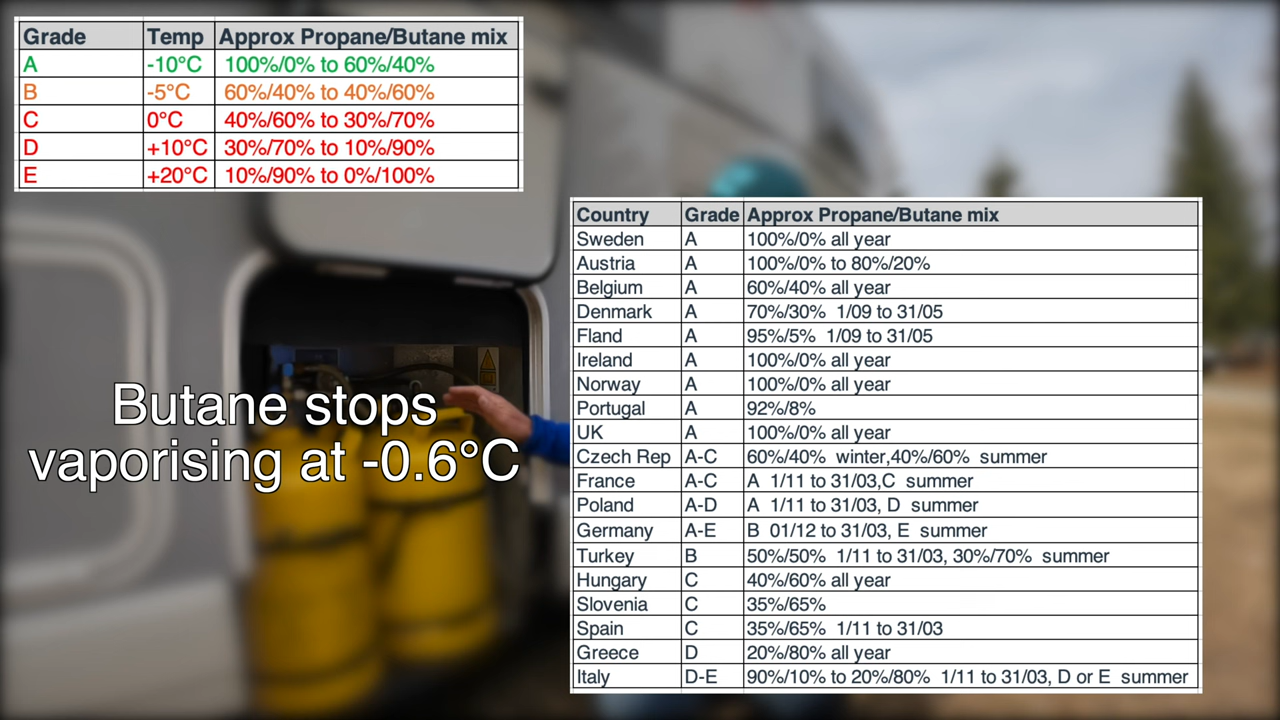 Grade Temp Approx Propane/Butane mix
A -10°C 100%/0% to 60%/40%
B -5°C 60%/40% to 40%/60%
C 0°C 40%/60% to 30%/70%
D +10°C 30%/70% to 10%/90%
E +20°C 10%/90% to 0%/100%
Butane stops
vaporising at -0.6°C
Country Grade Approx Propane/Butane mix
Sweden A 100%/0% all year
Austria A 100%/0% to 80%/20%
Belgium A 60%/40% all year
Denmark A 70%/30% 1/09 to 31/05
Fland A 95%/5% 1/09 to 31/05
Ireland A 100%/0% all year
Norway A 100%/0% all year
Portugal A 92%/8%
UK A 100%/0% all year
Czech Rep A-C 60%/40% winter,40%/60% summer
France A-C A 1/11 to 31/03,C summer
Poland A-D A 1/11 to 31/03, D summer
Germany A-E B 01/12 to 31/03, E summer
Turkey B 50%/50% 1/11 to 31/03, 30%/70% summer
Hungary C 40%/60% all year
Slovenia C 35%/65%
Spain C 35%/65% 1/11 to 31/03
Greece D 20%/80% all year
Italy D-E 90%/10% to 20%/80% 1/11 to 31/03, D or E summer